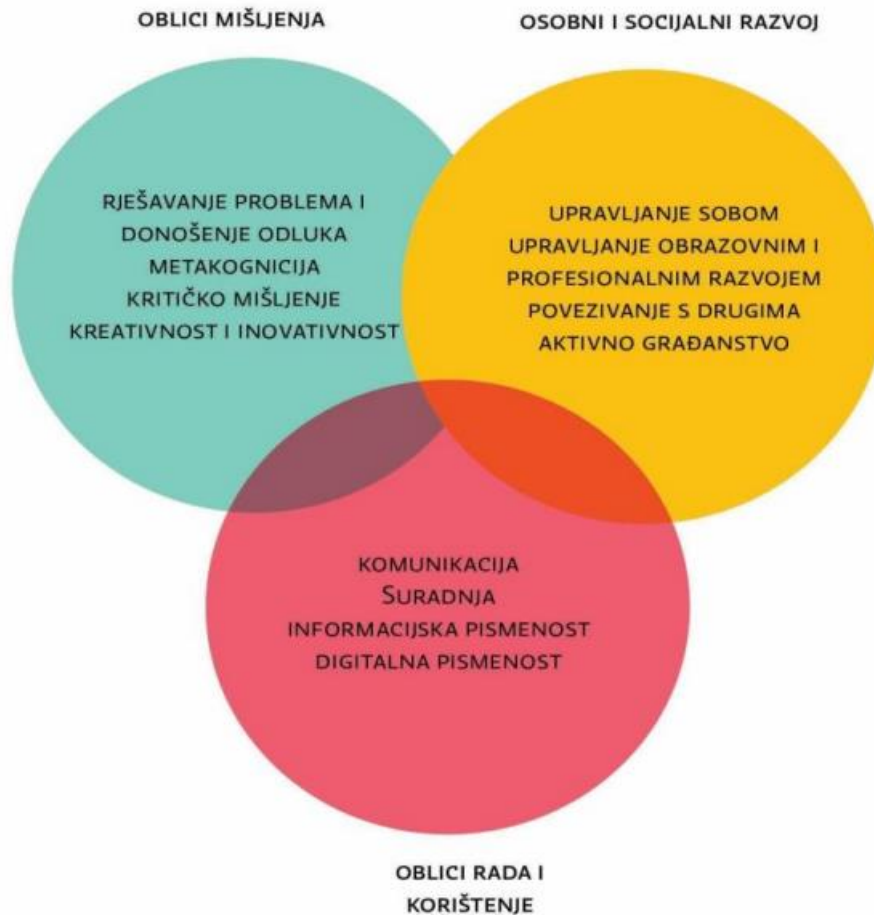 OBLICI MIŠLJENJA
OSOBNI I SOCIJALNI RAZVOJ
RJEŠAVANJE PROBLEMA I
DONOŠENJE ODLUKA
METAKOGNICIJA
KRITIČKO MIŠLJENJE
KREATIVNOST I INOVATIVNOST
UPRAVLJANJE SOBOM
UPRAVLJANJE OBRAZOVNIM I
PROFESIONALNIM RAZVOJEM
POVEZIVANJE S DRUGIMA
AKTIVNO GRAĐANSTVO
KOMUNIKACIJA
SURADNJA
INFORMACIJSKA PISMENOST
DIGITALNA PISMENOST
OBLICI RADA I
KORIŠTENJE